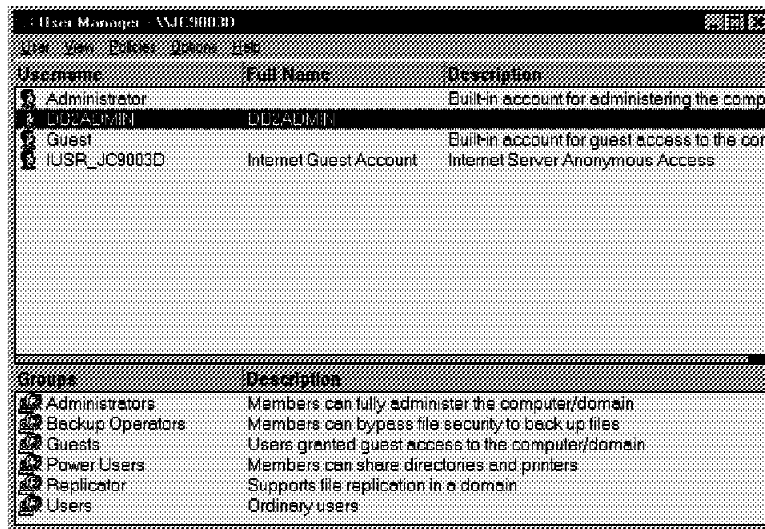 User Manager - \\JC9003D
User View Policies Options Help
Username Full Name Description
Administrator Built-in account for administering the comp
DB2ADMIN DB2ADMIN
Guest Built-in account for guest access to the con
IUSR_JC9003D Internet Guest Account Internet Server Anonymous Access
Groups Description
Administrators Members can fully administer the computer/domain
Backup Operators Members can bypass file security to back up files
Guests Users granted guest access to the computer/domain
Power Users Members can share directories and printers
Replicator Supports file replication in a domain
Users Ordinary users